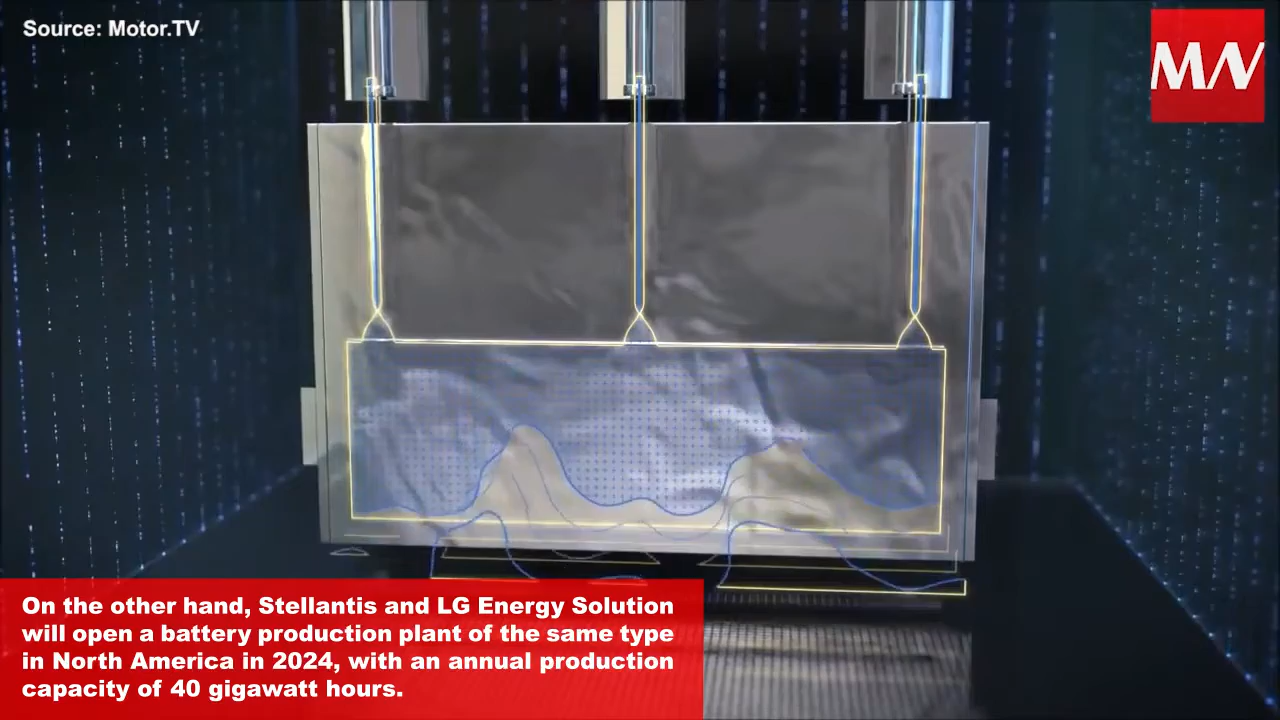 Source: Motor.TV
MW
On the other hand, Stellantis and LG Energy Solution
will open a battery production plant of the same type
in North America in 2024, with an annual production
capacity of 40 gigawatt hours.